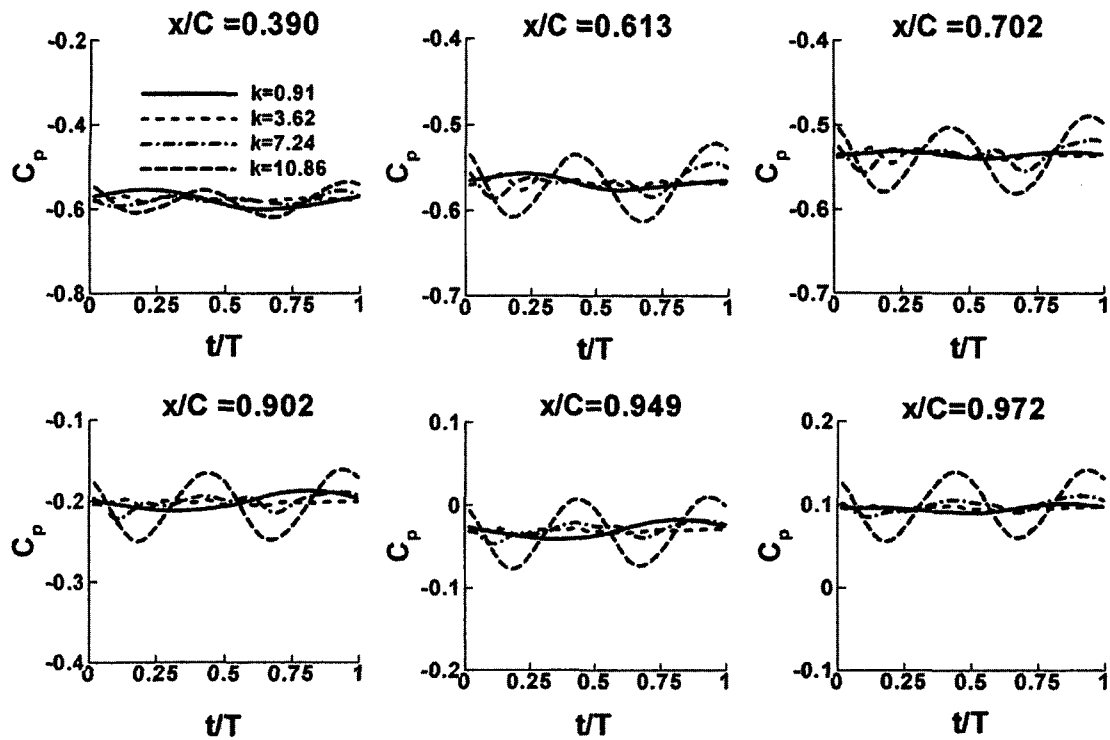 x/C =0.390
-0.2
-0.4
-0.6
-0.8
C_p
k=0.91
k=3.62
k=7.24
k=10.86
0 0.25 0.5 0.75 1
t/T
x/C =0.613
-0.4
-0.5
-0.6
-0.7
C_p
0 0.25 0.5 0.75 1
t/T
x/C =0.702
-0.4
-0.5
-0.6
-0.7
C_p
0 0.25 0.5 0.75 1
t/T
x/C =0.902
-0.1
-0.2
-0.3
-0.4
C_p
0 0.25 0.5 0.75 1
t/T
x/C=0.949
0.1
0
-0.1
-0.2
C_p
0 0.25 0.5 0.75 1
t/T
x/C=0.972
0.2
0.1
0
-0.1
C_p
0 0.25 0.5 0.75 1
t/T